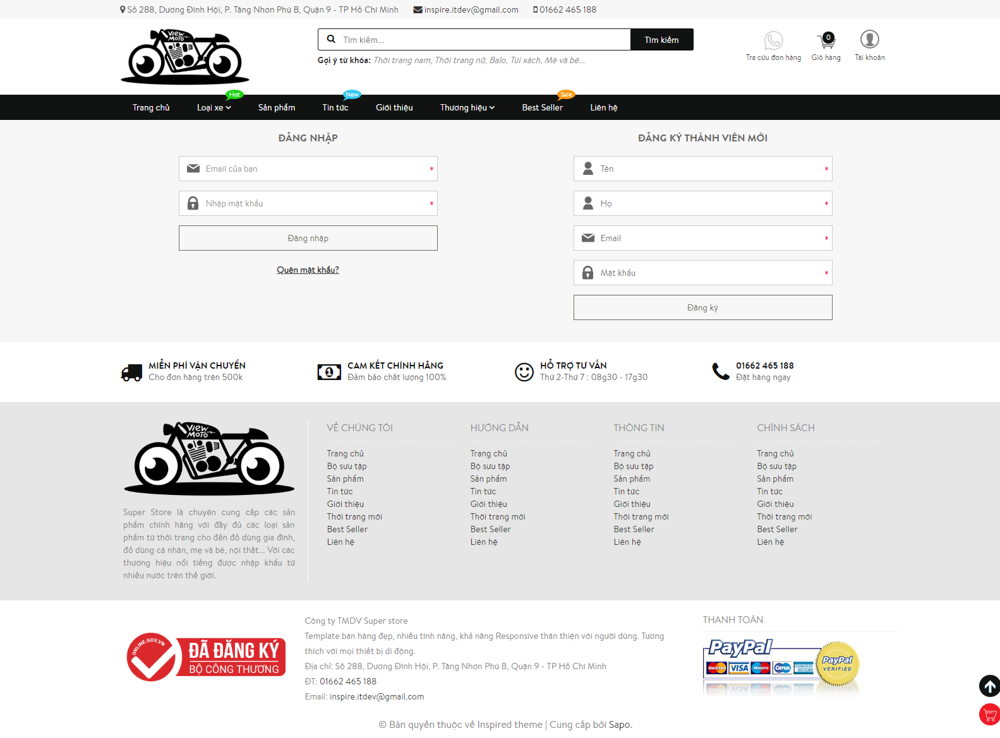 Số 288, Dương Đình Hội, P. Tăng Nhơn Phú B, Quận 9 - TP Hồ Chí Minh inspire.itdev@gmail.com 01662 465 188
VIEW MOTO
Tìm kiếm... Tìm kiếm
Gợi ý từ khóa: Thời trang nam, Thời trang nữ, Balo, Túi xách, Mẹ và bé...
0
Tra cứu đơn hàng Giỏ hàng Tài khoản
Hot New Sale
Trang chủ Loại xe Sản phẩm Tin tức Giới thiệu Thương hiệu Best Seller Liên hệ
ĐĂNG NHẬP
Email của bạn *
Nhập mật khẩu *
Đăng nhập
Quên mật khẩu?
ĐĂNG KÝ THÀNH VIÊN MỚI
Tên *
Họ *
Email *
Mật khẩu *
Đăng ký
MIỄN PHÍ VẬN CHUYỂN
Cho đơn hàng trên 500k
CAM KẾT CHÍNH HÃNG
Đảm bảo chất lượng 100%
HỖ TRỢ TƯ VẤN
Thứ 2-Thứ 7 : 08g30 - 17g30
01662 465 188
Đặt hàng ngay
VIEW MOTO
Super Store là chuyên cung cấp các sản
phẩm chính hãng với đầy đủ các loại sản
phẩm từ thời trang cho đến đồ dùng gia đình,
đồ dùng cá nhân, mẹ và bé, nội thất... Với các
thương hiệu nổi tiếng được nhập khẩu từ
nhiều nước trên thế giới.
VỀ CHÚNG TÔI
Trang chủ
Bộ sưu tập
Sản phẩm
Tin tức
Giới thiệu
Thời trang mới
Best Seller
Liên hệ
HƯỚNG DẪN
Trang chủ
Bộ sưu tập
Sản phẩm
Tin tức
Giới thiệu
Thời trang mới
Best Seller
Liên hệ
THÔNG TIN
Trang chủ
Bộ sưu tập
Sản phẩm
Tin tức
Giới thiệu
Thời trang mới
Best Seller
Liên hệ
CHÍNH SÁCH
Trang chủ
Bộ sưu tập
Sản phẩm
Tin tức
Giới thiệu
Thời trang mới
Best Seller
Liên hệ
ONLINE.GOV.VN
ĐÃ ĐĂNG KÝ
BỘ CÔNG THƯƠNG
Công ty TMDV Super store
Template bán hàng đẹp, nhiều tính năng, khả năng Responsive thân thiện với người dùng. Tương
thích với mọi thiết bị di động.
Địa chỉ: Số 288, Dương Đình Hội, P. Tăng Nhơn Phú B, Quận 9 - TP Hồ Chí Minh
ĐT: 01662 465 188
Email: inspire.itdev@gmail.com
THANH TOÁN
PayPal
MasterCard VISA Maestro Cirrus AMERICAN EXPRESS
PayPal
VERIFIED
© Bản quyền thuộc về Inspired theme | Cung cấp bởi Sapo.